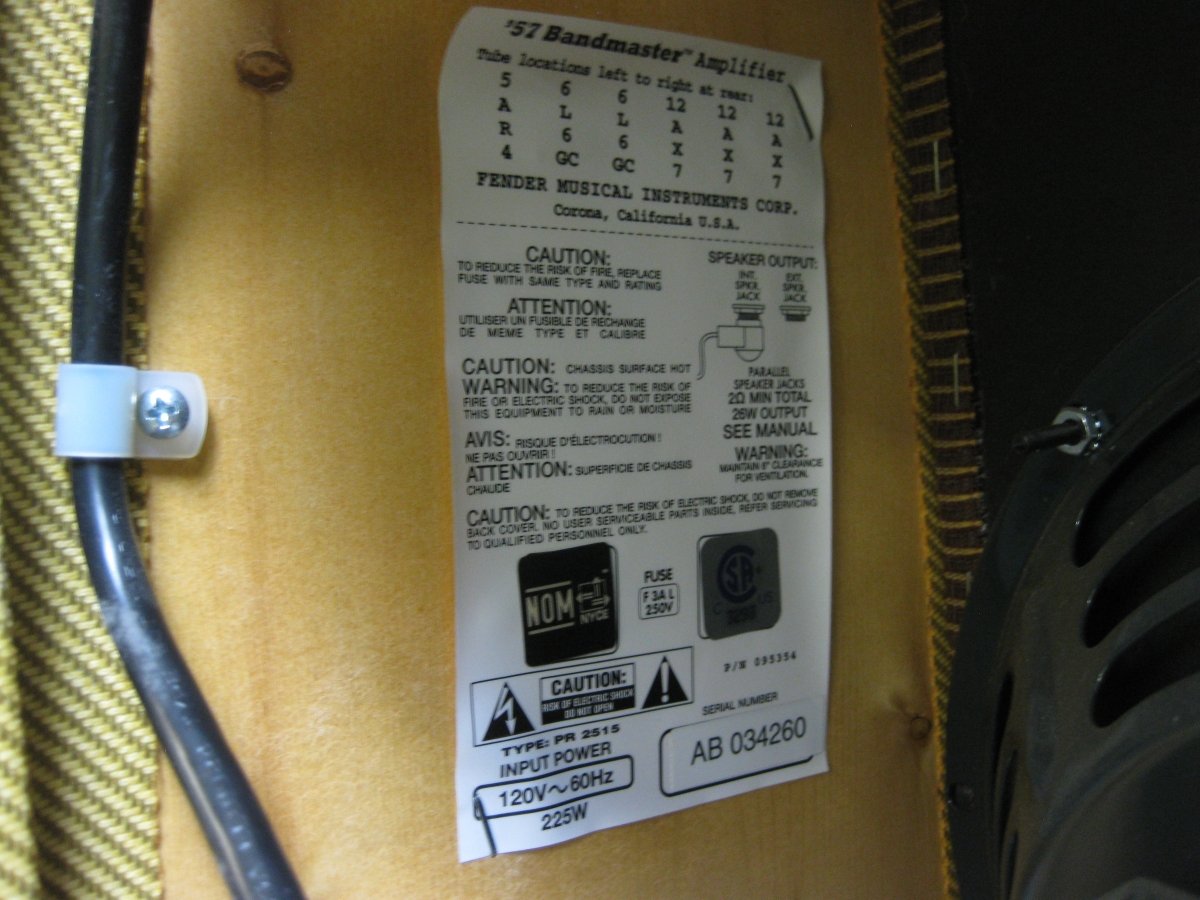 '57 Bandmaster™ Amplifier
Tube locations left to right at rear:
5 6 6 12 12 12
A L L A A A
R 6 6 X X X
4 GC GC 7 7 7
FENDER MUSICAL INSTRUMENTS CORP.
Corona, California U.S.A.
CAUTION:
TO REDUCE THE RISK OF FIRE, REPLACE
FUSE WITH SAME TYPE AND RATING
ATTENTION:
UTILISER UN FUSIBLE DE RECHANGE
DE MEME TYPE ET CALIBRE
CAUTION: CHASSIS SURFACE HOT
WARNING: TO REDUCE THE RISK OF
FIRE OR ELECTRIC SHOCK, DO NOT EXPOSE
THIS EQUIPMENT TO RAIN OR MOISTURE
AVIS: RISQUE D'ÉLECTROCUTION !
NE PAS OUVRIR !
ATTENTION: SUPERFICIE DE CHASSIS
CHAUDE
SPEAKER OUTPUT:
INT. EXT.
SPKR. SPKR.
JACK JACK
PARALLEL
SPEAKER JACKS
2Ω MIN TOTAL
26W OUTPUT
SEE MANUAL
WARNING:
MAINTAIN 6" CLEARANCE
FOR VENTILATION.
CAUTION: TO REDUCE THE RISK OF ELECTRIC SHOCK, DO NOT REMOVE
BACK COVER. NO USER SERVICEABLE PARTS INSIDE, REFER SERVICING
TO QUALIFIED PERSONNEL ONLY.
NOM
NYCE
FUSE
F 3A L
250V
CSA
C US
P/N 095354
CAUTION:
RISK OF ELECTRIC SHOCK
DO NOT OPEN
!
TYPE: PR 2515
INPUT POWER
120V～60Hz
225W
SERIAL NUMBER
AB 034260